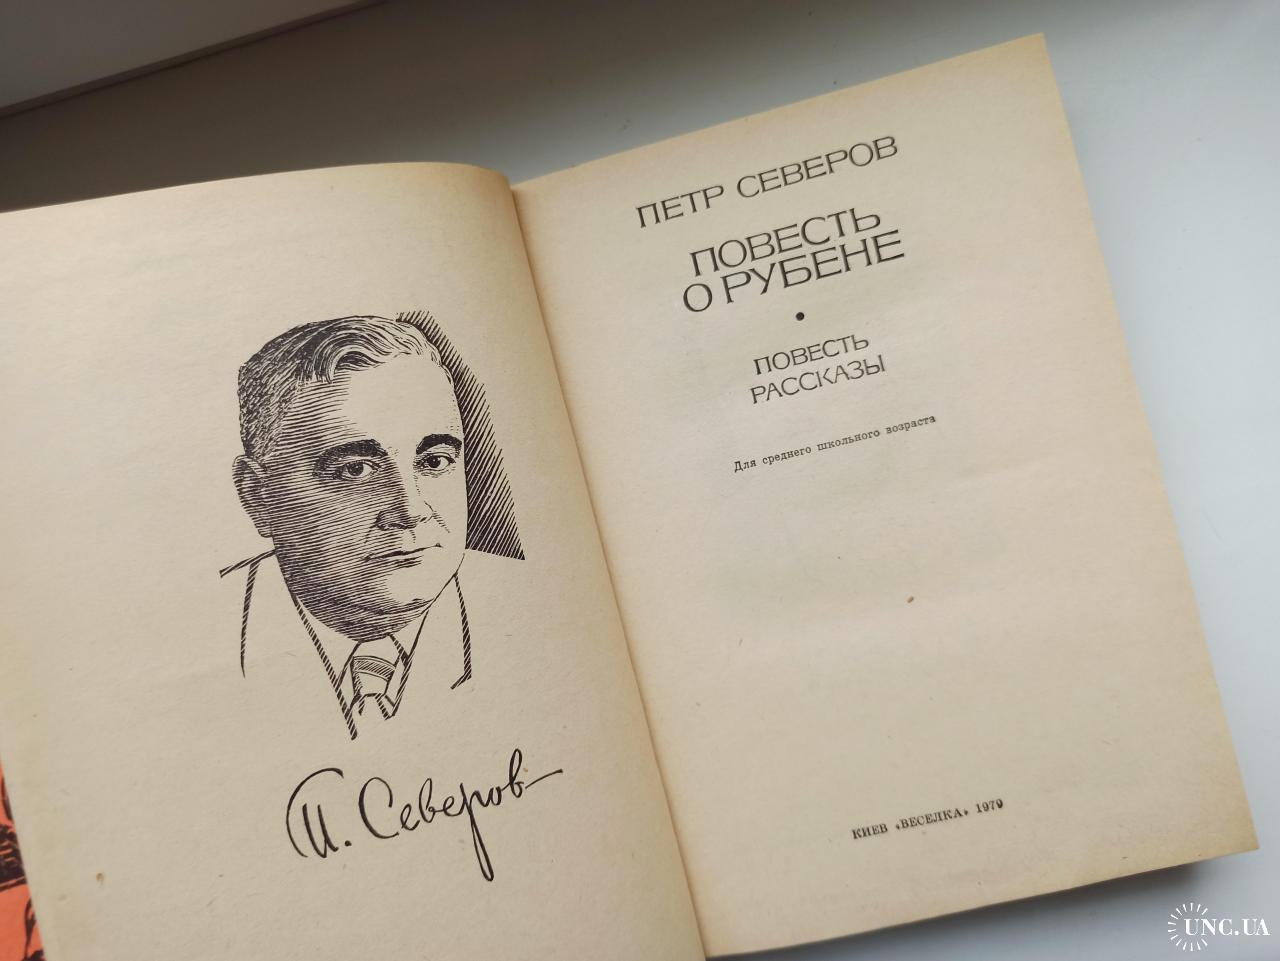 П. Северов
ПЕТР СЕВЕРОВ
ПОВЕСТЬ
О РУБЕНЕ
•
ПОВЕСТЬ
РАССКАЗЫ
Для среднего школьного возраста
КИЕВ «ВЕСЕЛКА» 1979
UNC.UA